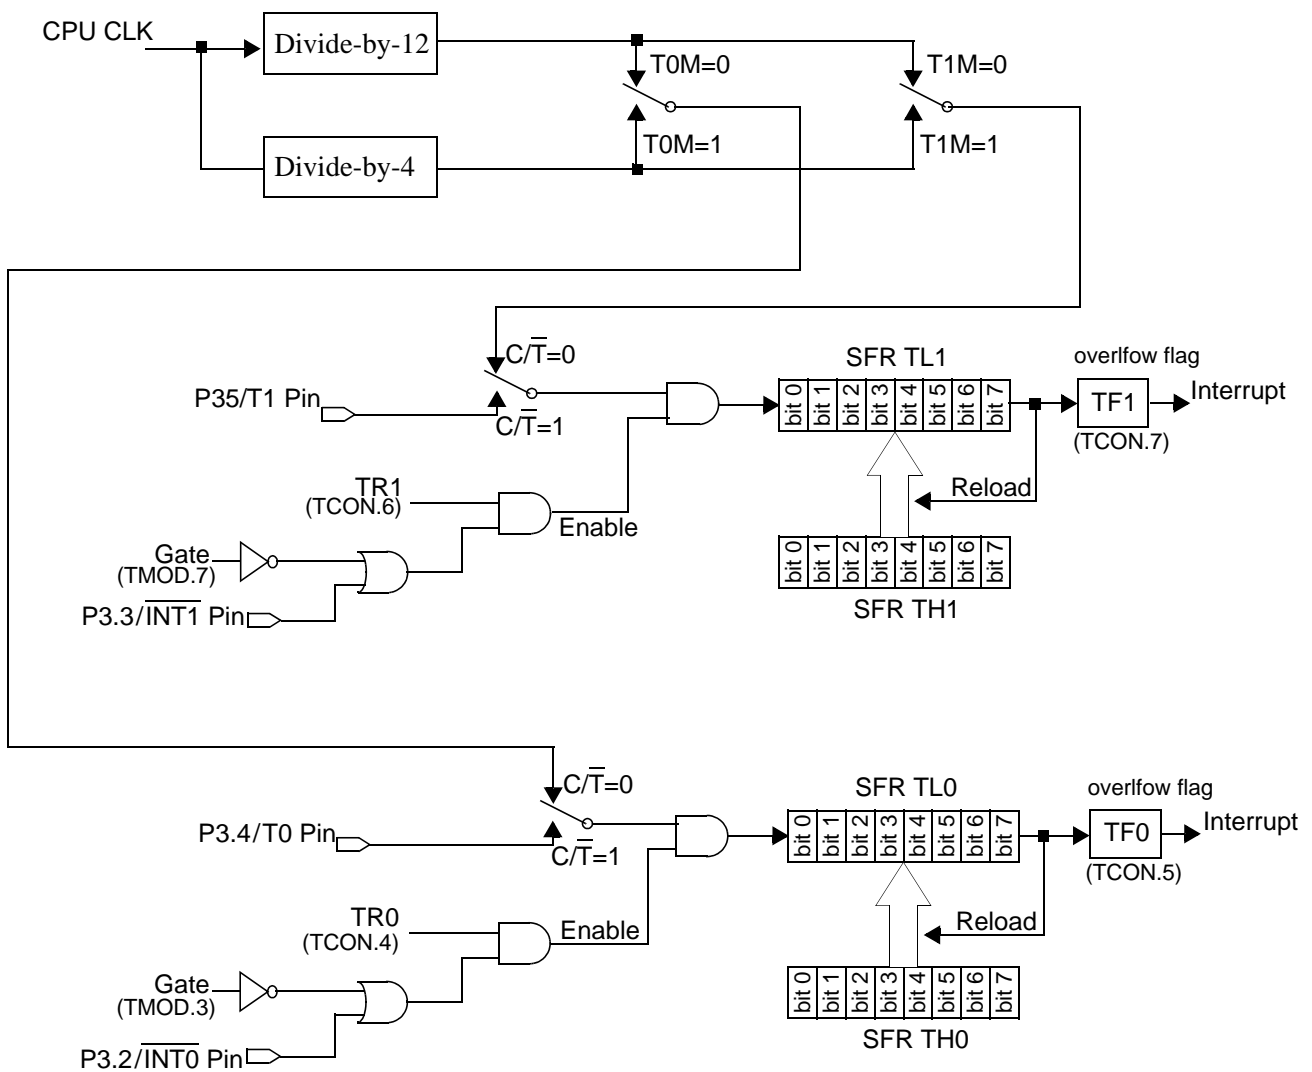 CPU CLK
Divide-by-12
T0M=0
T1M=0
T0M=1
T1M=1
Divide-by-4
C/T̅=0
SFR TL1
overlfow flag
P35/T1 Pin
bit 0 bit 1 bit 2 bit 3 bit 4 bit 5 bit 6 bit 7
TF1
Interrupt
C/T̅=1
(TCON.7)
TR1
(TCON.6)
Reload
Enable
Gate
(TMOD.7)
bit 0 bit 1 bit 2 bit 3 bit 4 bit 5 bit 6 bit 7
P3.3/I̅N̅T̅1̅ Pin
SFR TH1
C/T̅=0
SFR TL0
overlfow flag
P3.4/T0 Pin
bit 0 bit 1 bit 2 bit 3 bit 4 bit 5 bit 6 bit 7
TF0
Interrupt
C/T̅=1
(TCON.5)
TR0
(TCON.4)
Enable
Reload
Gate
(TMOD.3)
bit 0 bit 1 bit 2 bit 3 bit 4 bit 5 bit 6 bit 7
P3.2/I̅N̅T̅0̅ Pin
SFR TH0